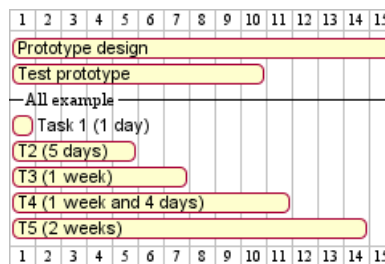 1 2 3 4 5 6 7 8 9 10 11 12 13 14 15
Prototype design
Test prototype
All example
Task 1 (1 day)
T2 (5 days)
T3 (1 week)
T4 (1 week and 4 days)
T5 (2 weeks)
1 2 3 4 5 6 7 8 9 10 11 12 13 14 15